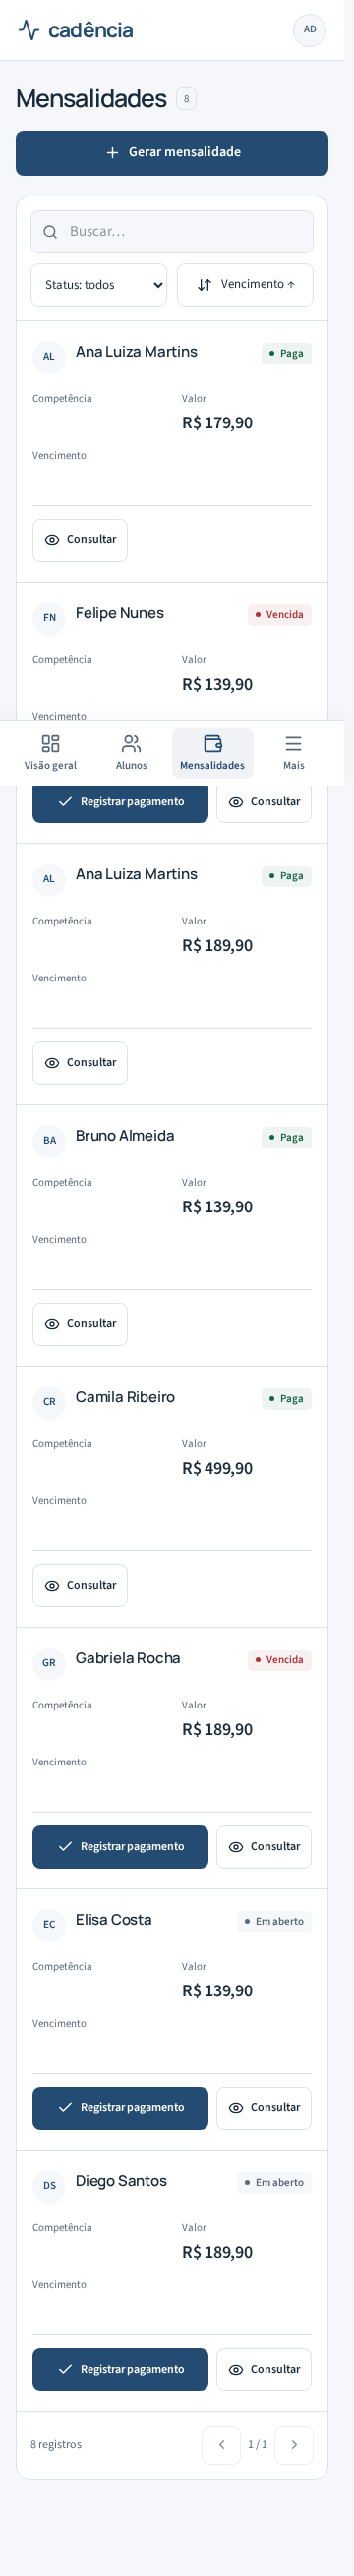 cadência
AD
Mensalidades 8
Gerar mensalidade
Buscar...
Status: todos
Vencimento ↑
AL Ana Luiza Martins Paga
Competência Valor
R$ 179,90
Vencimento
Consultar
FN Felipe Nunes Vencida
Competência Valor
R$ 139,90
Vencimento
Visão geral Alunos Mensalidades Mais
Registrar pagamento Consultar
AL Ana Luiza Martins Paga
Competência Valor
R$ 189,90
Vencimento
Consultar
BA Bruno Almeida Paga
Competência Valor
R$ 139,90
Vencimento
Consultar
CR Camila Ribeiro Paga
Competência Valor
R$ 499,90
Vencimento
Consultar
GR Gabriela Rocha Vencida
Competência Valor
R$ 189,90
Vencimento
Registrar pagamento Consultar
EC Elisa Costa Em aberto
Competência Valor
R$ 139,90
Vencimento
Registrar pagamento Consultar
DS Diego Santos Em aberto
Competência Valor
R$ 189,90
Vencimento
Registrar pagamento Consultar
8 registros 1 / 1